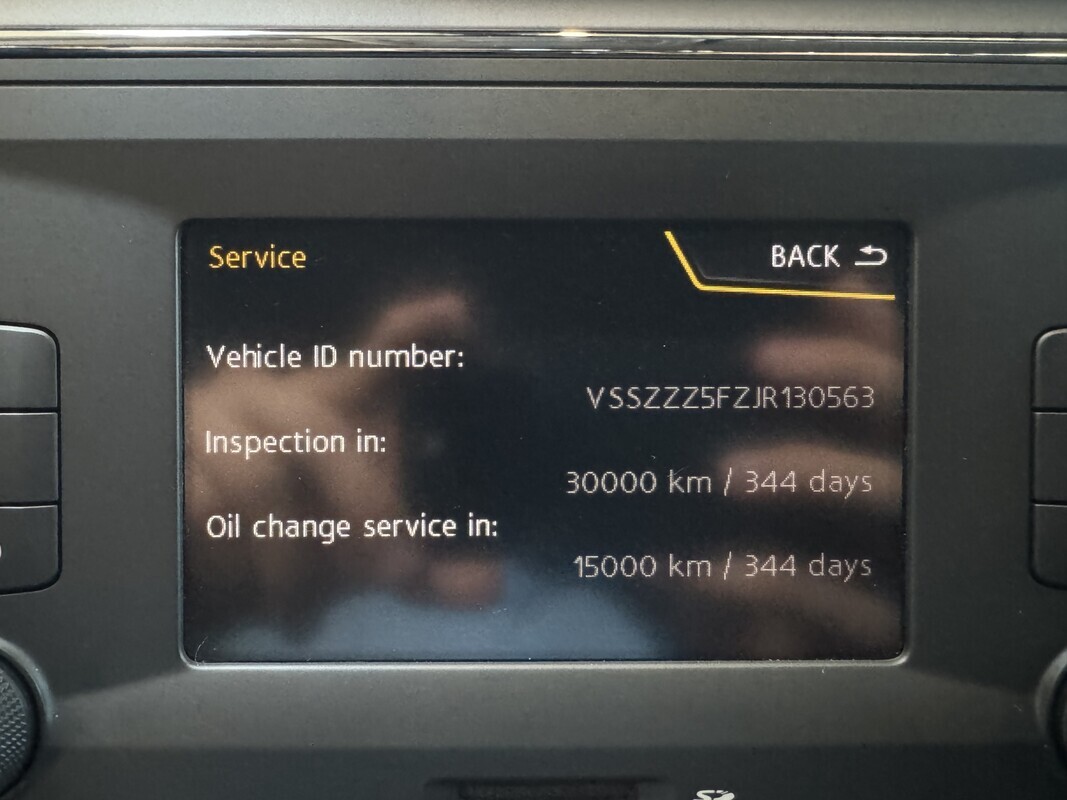 Service
BACK
Vehicle ID number:
VSSZZZ5FZJR130563
Inspection in:
30000 km / 344 days
Oil change service in:
15000 km / 344 days